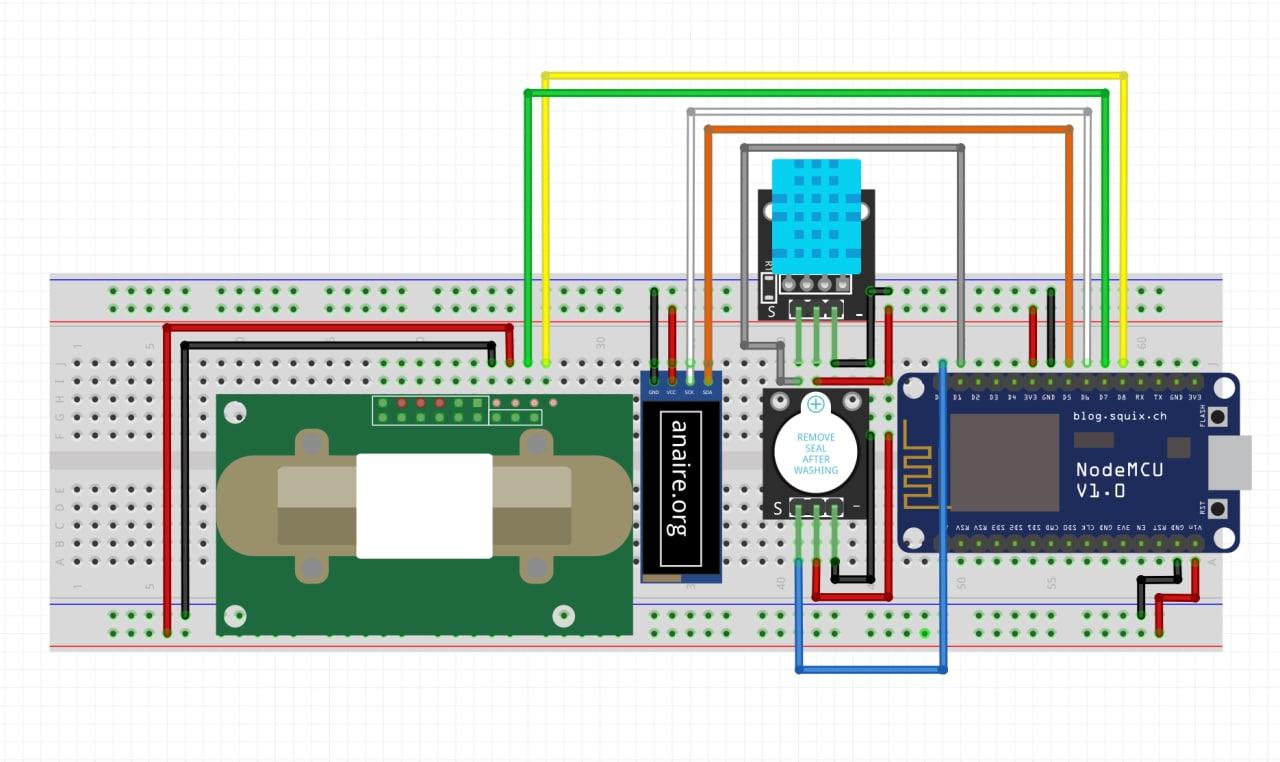 S
-
GND VCC SCK SDA
anaire.org
REMOVE
SEAL
AFTER
WASHING
S
-
D1 D2 D3 D4 3V3 GND D5 D6 D7 D8 RX TX GND 3V3
blog.squix.ch
FLASH
NodeMCU
V1.0
RST
RSV RSV SD3 SD2 SD1 CMD SD0 CLK GND 3V3 EN RST GND Vin
1
5
30
60
J
I
H
G
F
E
D
C
B
A
1
5
40
50
55
J
A